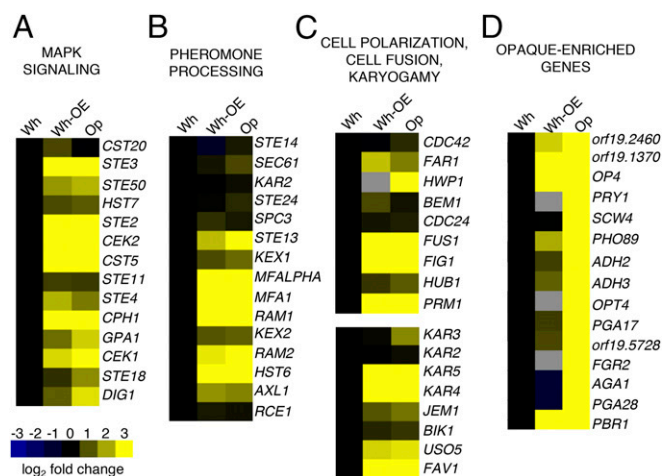 A
MAPK
SIGNALING
Wh
Wh-OE
Op
CST20
STE3
STE50
HST7
STE2
CEK2
CST5
STE11
STE4
CPH1
GPA1
CEK1
STE18
DIG1
-3 -2 -1 0 1 2 3
log2 fold change
B
PHEROMONE
PROCESSING
Wh
Wh-OE
Op
STE14
SEC61
KAR2
STE24
SPC3
STE13
KEX1
MFALPHA
MFA1
RAM1
KEX2
RAM2
HST6
AXL1
RCE1
C
CELL POLARIZATION,
CELL FUSION,
KARYOGAMY
Wh
Wh-OE
Op
CDC42
FAR1
HWP1
BEM1
CDC24
FUS1
FIG1
HUB1
PRM1
KAR3
KAR2
KAR5
KAR4
JEM1
BIK1
USO5
FAV1
D
OPAQUE-ENRICHED
GENES
Wh
Wh-OE
Op
orf19.2460
orf19.1370
OP4
PRY1
SCW4
PHO89
ADH2
ADH3
OPT4
PGA17
orf19.5728
FGR2
AGA1
PGA28
PBR1